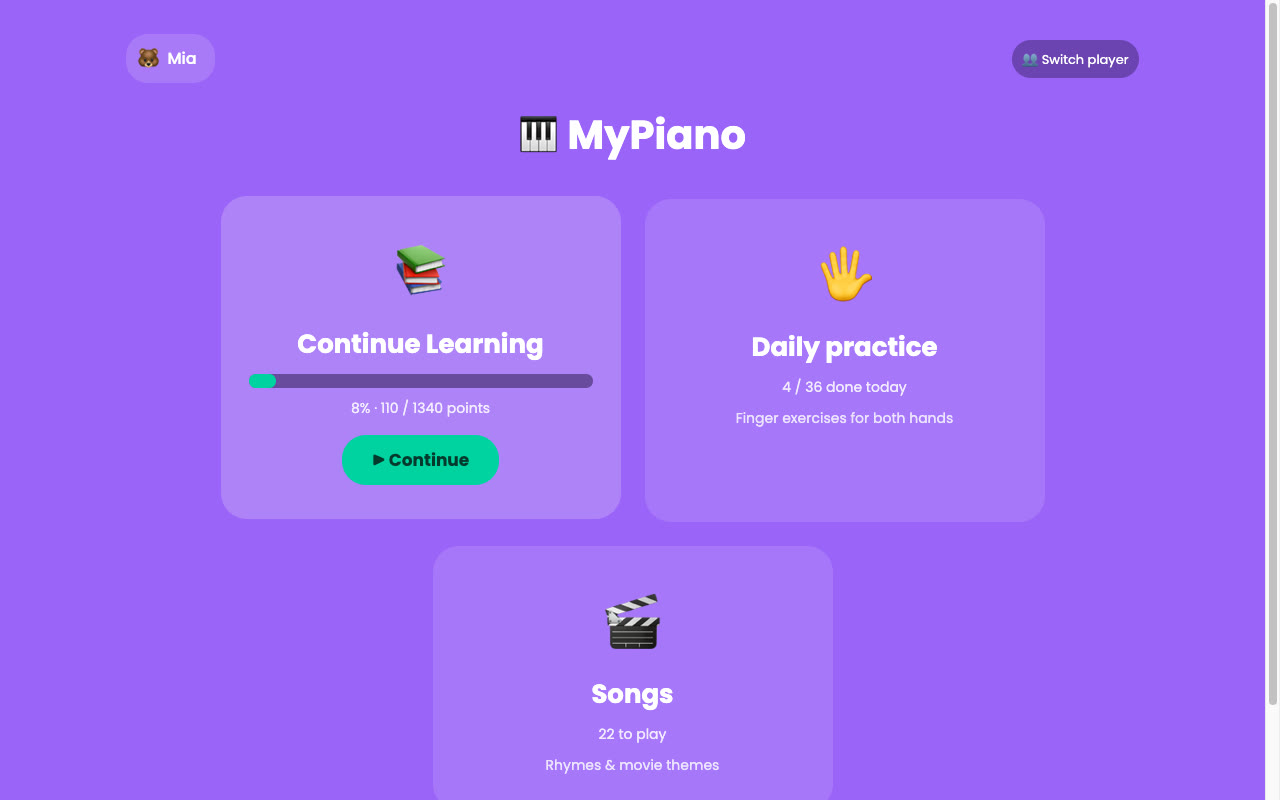 Mia
Switch player
MyPiano
Continue Learning
8% · 110 / 1340 points
Continue
Daily practice
4 / 36 done today
Finger exercises for both hands
Songs
22 to play
Rhymes & movie themes